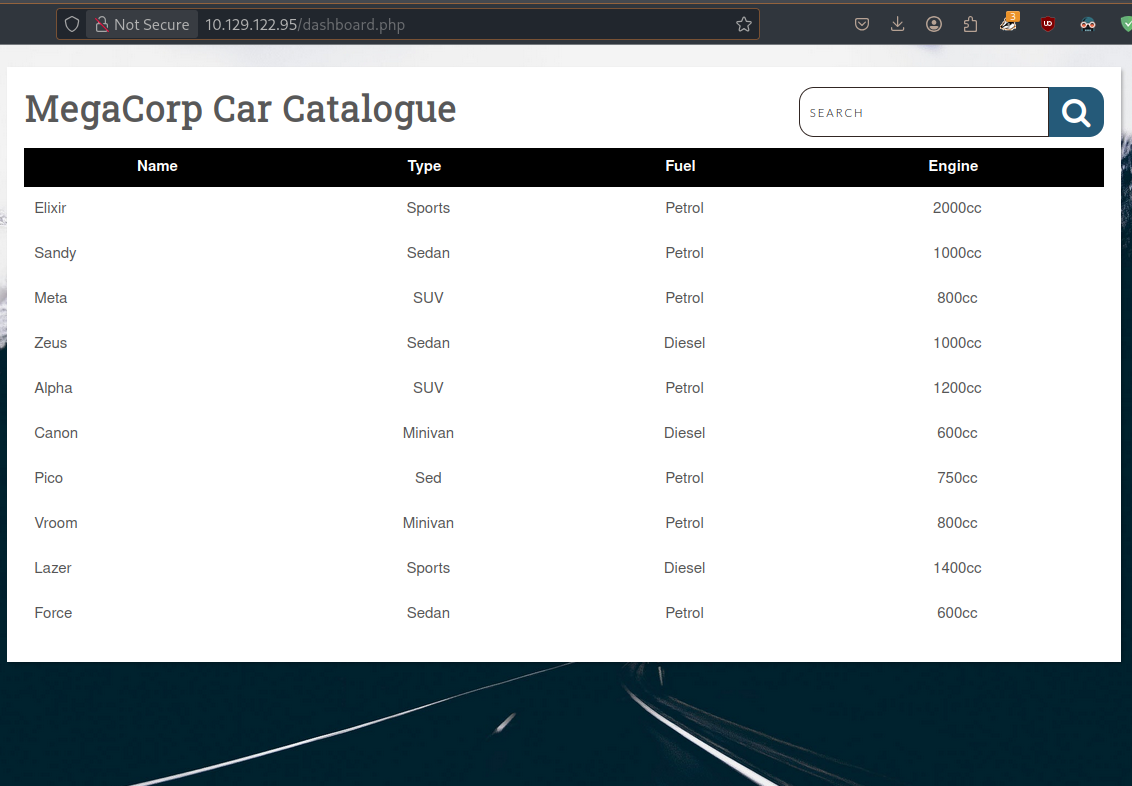 Not Secure 10.129.122.95/dashboard.php
3
UD
MegaCorp Car Catalogue
SEARCH
Name Type Fuel Engine
Elixir Sports Petrol 2000cc
Sandy Sedan Petrol 1000cc
Meta SUV Petrol 800cc
Zeus Sedan Diesel 1000cc
Alpha SUV Petrol 1200cc
Canon Minivan Diesel 600cc
Pico Sed Petrol 750cc
Vroom Minivan Petrol 800cc
Lazer Sports Diesel 1400cc
Force Sedan Petrol 600cc